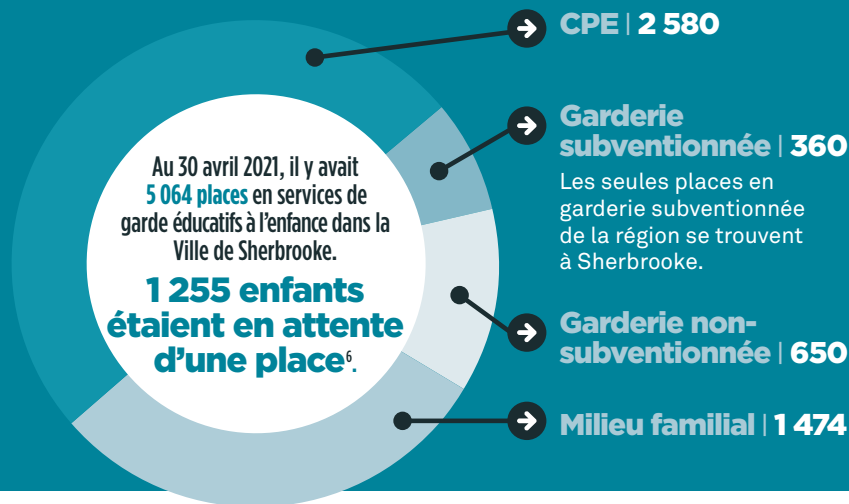 Au 30 avril 2021, il y avait
5 064 places en services de
garde éducatifs à l'enfance dans la
Ville de Sherbrooke.
1 255 enfants
étaient en attente
d'une place⁶.
CPE | 2 580
Garderie
subventionnée | 360
Les seules places en
garderie subventionnée
de la région se trouvent
à Sherbrooke.
Garderie non-
subventionnée | 650
Milieu familial | 1 474